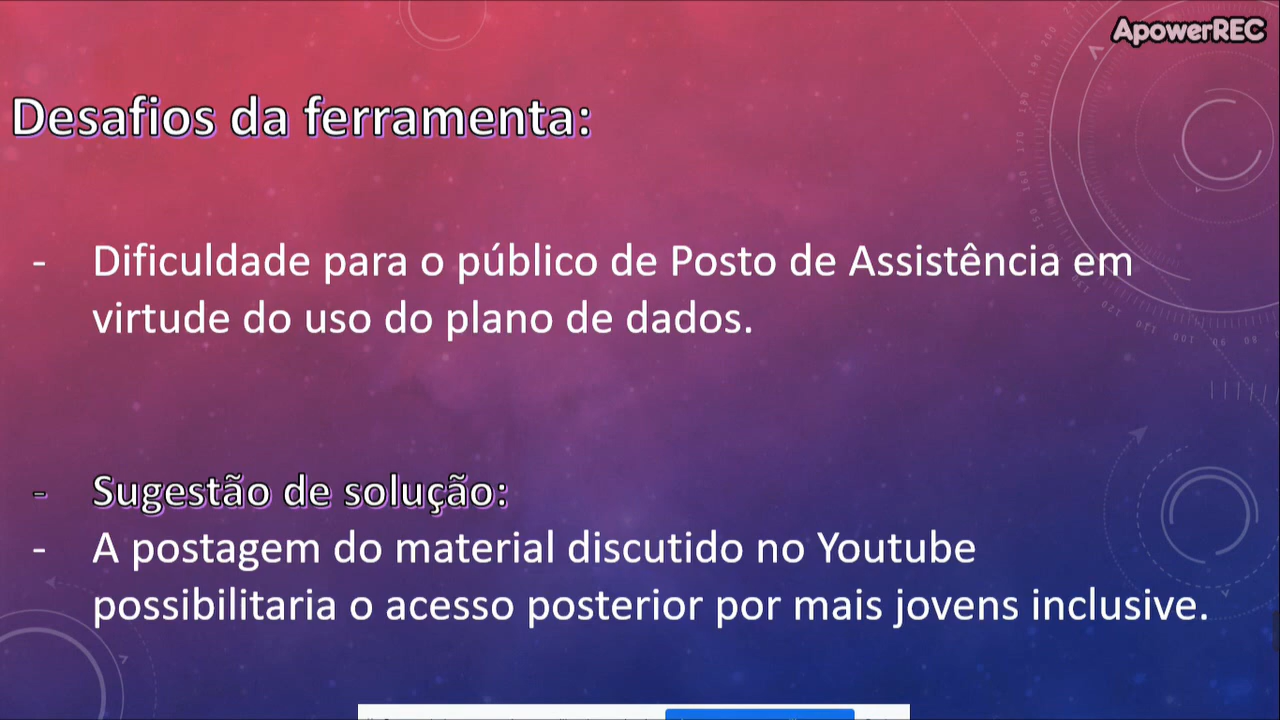 ApowerREC
Desafios da ferramenta:
- Dificuldade para o público de Posto de Assistência em
virtude do uso do plano de dados.
- Sugestão de solução:
- A postagem do material discutido no Youtube
possibilitaria o acesso posterior por mais jovens inclusive.